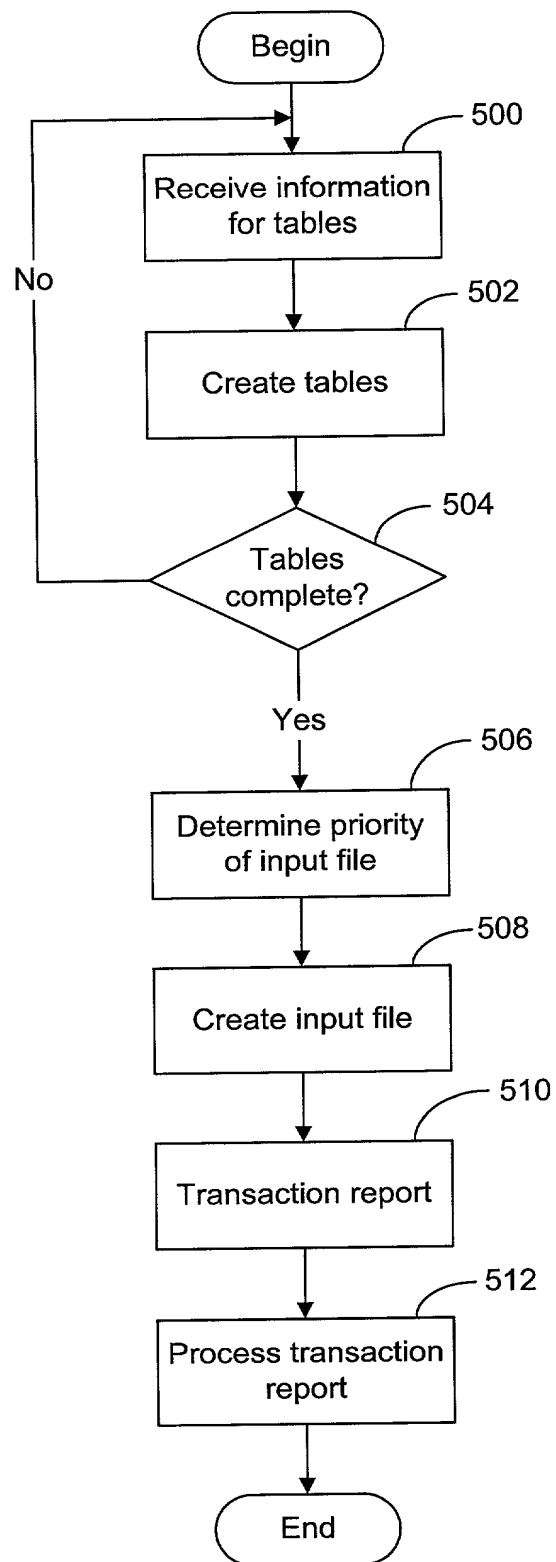 Begin
500
Receive information
for tables
No
502
Create tables
504
Tables
complete?
Yes
506
Determine priority
of input file
508
Create input file
510
Transaction report
512
Process transaction
report
End